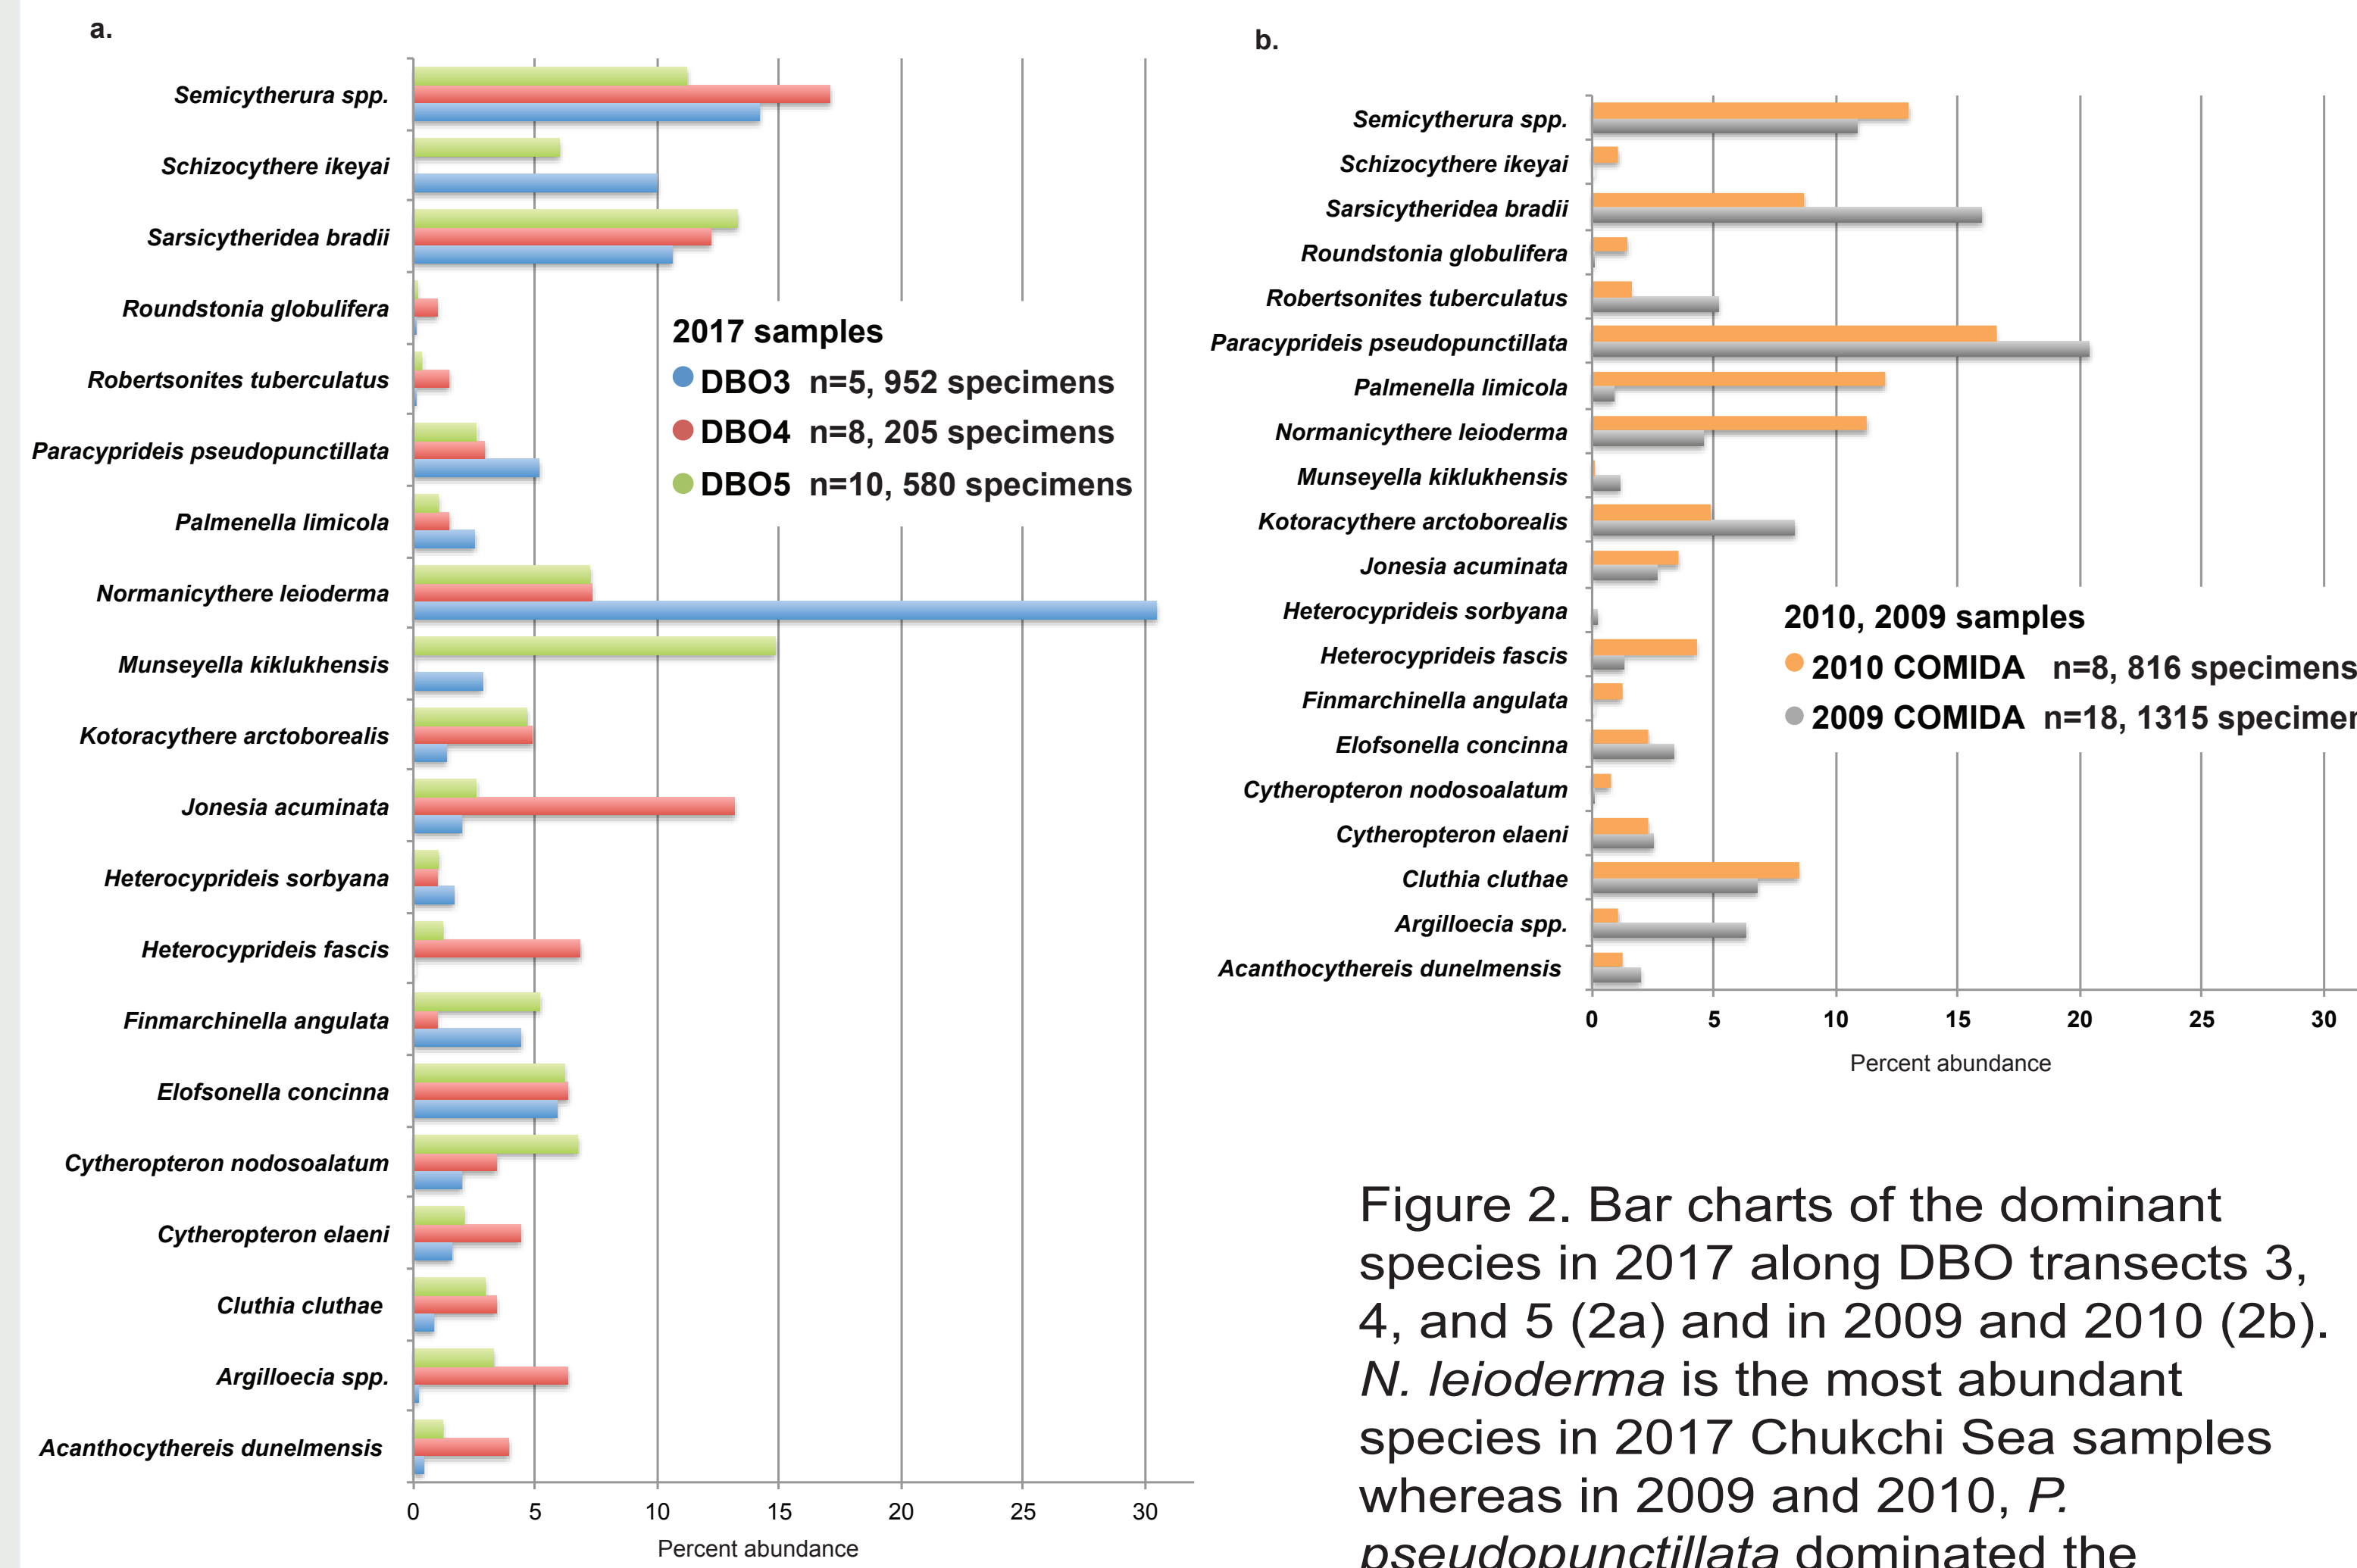 a.
Semicytherura spp.
Schizocythere ikeyai
Sarsicytheridea bradii
Roundstonia globulifera
Robertsonites tuberculatus
Paracyprideis pseudopunctillata
Palmenella limicola
Normanicythere leioderma
Munseyella kiklukhensis
Kotoracythere arctoborealis
Jonesia acuminata
Heterocyprideis sorbyana
Heterocyprideis fascis
Finmarchinella angulata
Elofsonella concinna
Cytheropteron nodosoalatum
Cytheropteron elaeni
Cluthia cluthae
Argilloecia spp.
Acanthocythereis dunelmensis
2017 samples
DBO3 n=5, 952 specimens
DBO4 n=8, 205 specimens
DBO5 n=10, 580 specimens
0 5 10 15 20 25 30
Percent abundance
b.
Semicytherura spp.
Schizocythere ikeyai
Sarsicytheridea bradii
Roundstonia globulifera
Robertsonites tuberculatus
Paracyprideis pseudopunctillata
Palmenella limicola
Normanicythere leioderma
Munseyella kiklukhensis
Kotoracythere arctoborealis
Jonesia acuminata
Heterocyprideis sorbyana
Heterocyprideis fascis
Finmarchinella angulata
Elofsonella concinna
Cytheropteron nodosoalatum
Cytheropteron elaeni
Cluthia cluthae
Argilloecia spp.
Acanthocythereis dunelmensis
2010, 2009 samples
2010 COMIDA n=8, 816 specimens
2009 COMIDA n=18, 1315
0 5 10 15 20 25 30
Percent abundance
Figure 2. Bar charts of the dominant
species in 2017 along DBO transects 3,
4, and 5 (2a) and in 2009 and 2010 (2b).
N. leioderma is the most abundant
species in 2017 Chukchi Sea samples
whereas in 2009 and 2010, P.
pseudopunctillata dominated the